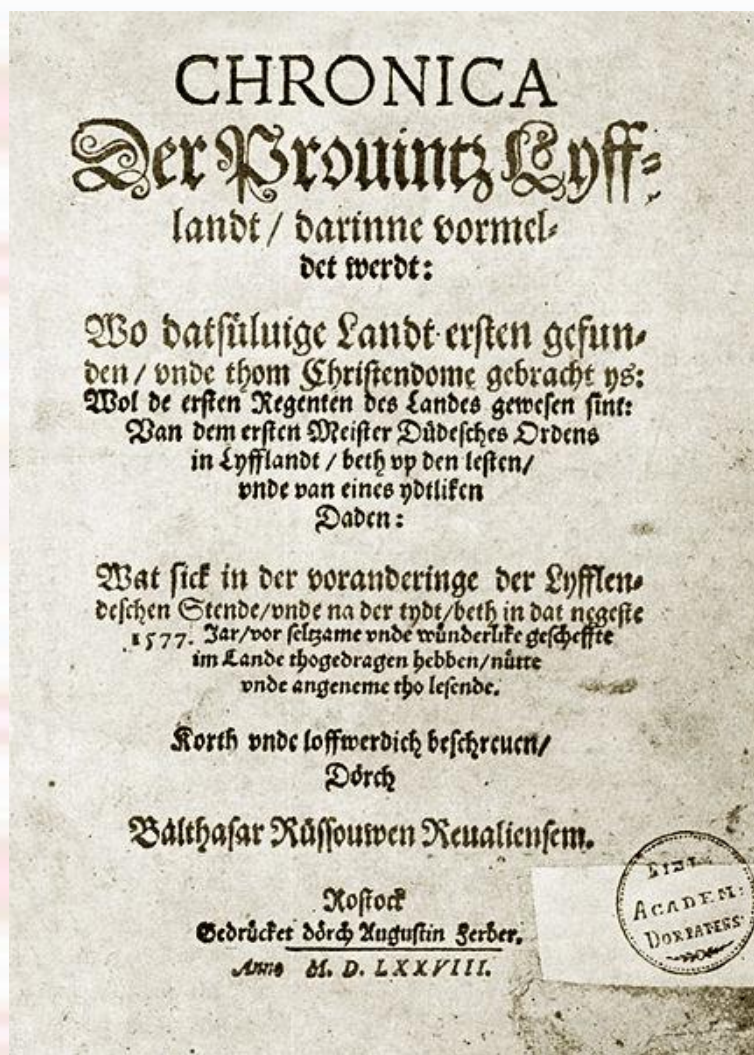 CHRONICA
Der Prouintz Lyff-
landt / darinne vormel-
det werdt:
Wo datsüluige Landt ersten gefun-
den / vnde thom Christendome gebracht ys:
Wol de ersten Regenten des Landes gewesen sint:
Van dem ersten Meister Düdesches Ordens
in Lyfflandt / beth vp den lesten/
vnde van eines ydtliken
Daden:
Wat sick in der voranderinge der Lyfflen-
deschen Stende/vnde na der tydt/beth in dat negeste
1577. Jar/vor seltzame vnde wünderlike gescheffte
im Lande thogedragen hebben/nütte
vnde angeneme tho lesende.
Korth vnde loffwerdich beschreuen/
Dörch
Balthasar Rüssouwen Reualiensem.
Rostock
Gedrücket dörch Augustin Ferber.
Anno M. D. LXXVIII.
ACADEM:
DORPATENS: